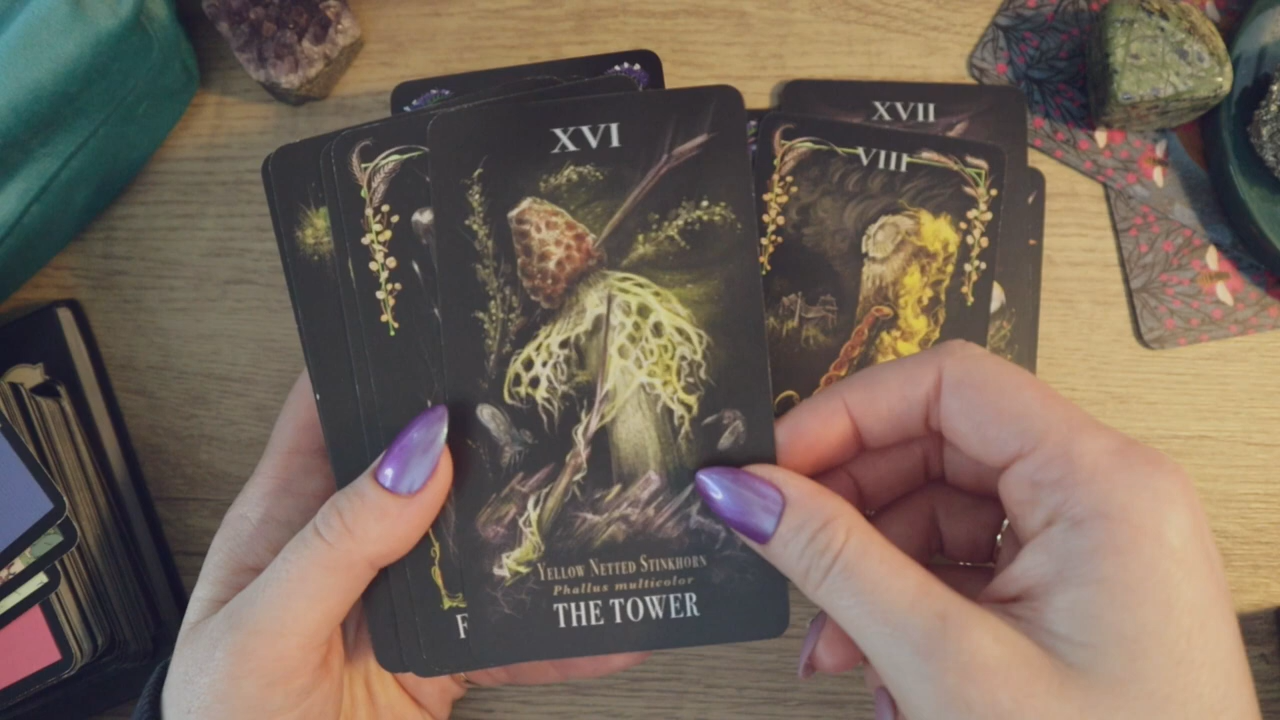 XVI
XVII
VIII
YELLOW NETTED STINKHORN
Phallus multicolor
THE TOWER
F